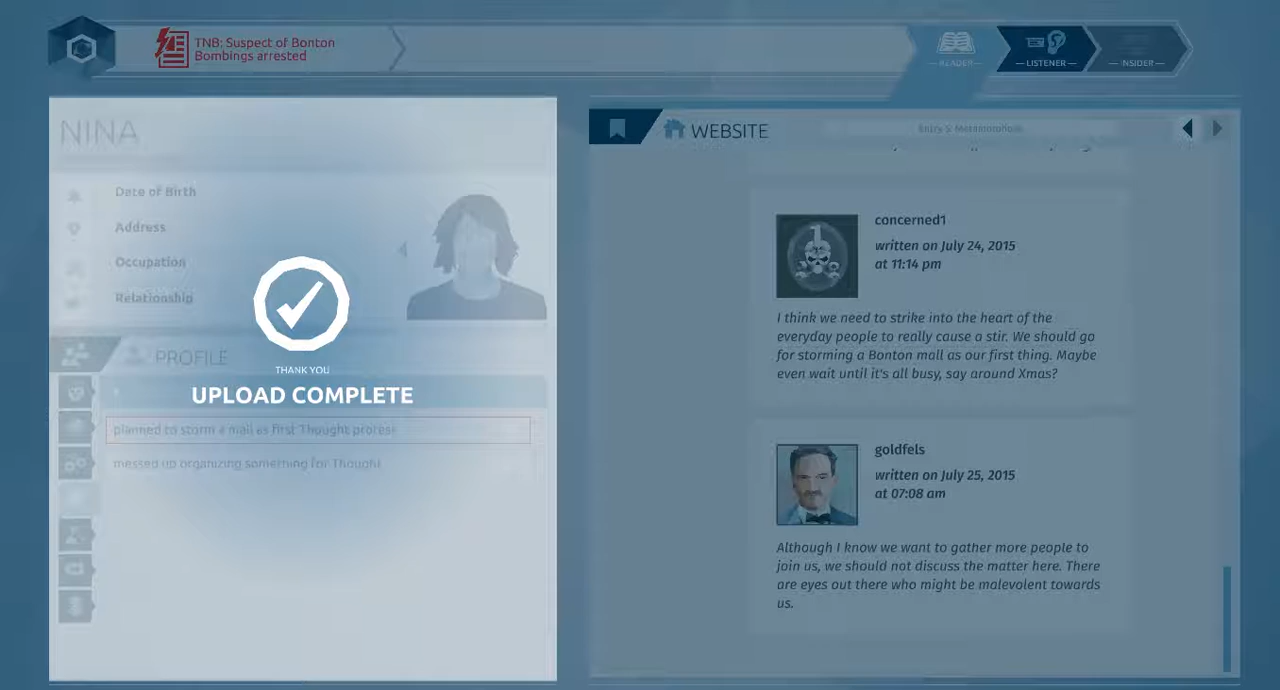 TNB: Suspect of Bonton
Bombings arrested
— READER —
— LISTENER —
— INSIDER —
NINA
Date of Birth
Address
Occupation
Relationship
PROFILE
THANK YOU
UPLOAD COMPLETE
planned to storm a mall as first Thought protest
messed up organizing something for Thought
WEBSITE
Entry 5: Metamorphosis
concerned1
written on July 24, 2015
at 11:14 pm
I think we need to strike into the heart of the
everyday people to really cause a stir. We should go
for storming a Bonton mall as our first thing. Maybe
even wait until it's all busy, say around Xmas?
goldfels
written on July 25, 2015
at 07:08 am
Although I know we want to gather more people to
join us, we should not discuss the matter here. There
are eyes out there who might be malevolent towards
us.